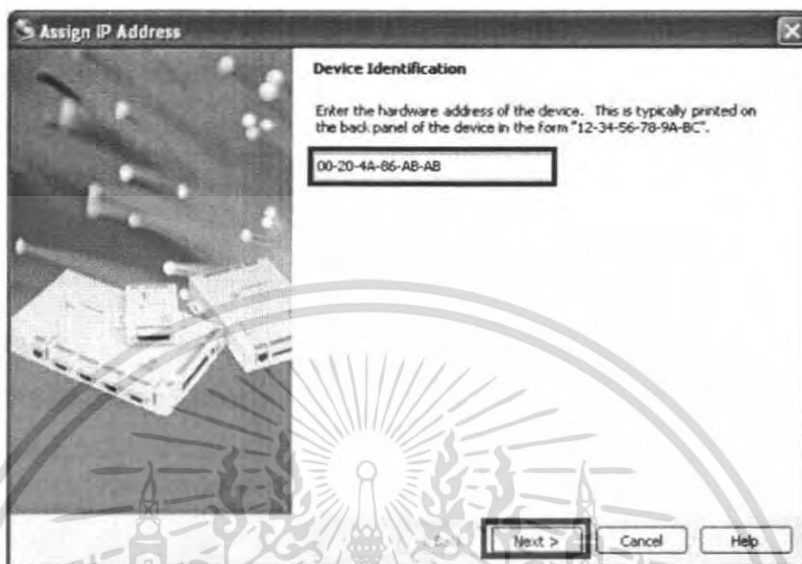 Assign IP Address
Device Identification
Enter the hardware address of the device. This is typically printed on
the back panel of the device in the form "12-34-56-78-9A-BC".
00-20-4A-86-AB-AB
Next >
Cancel
Help